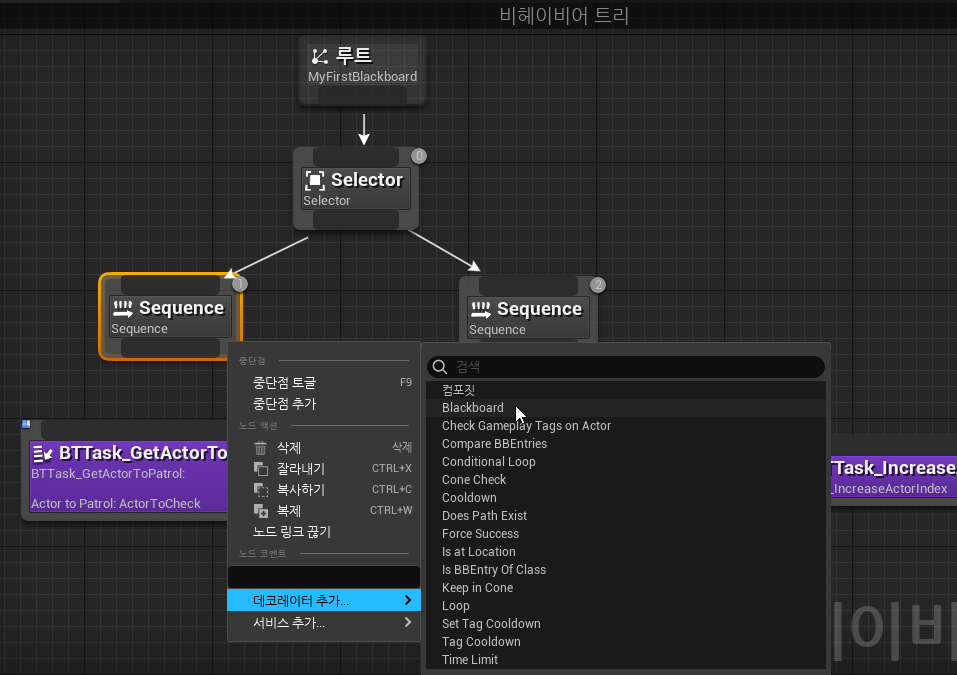 비헤이비어 트리
루트
MyFirstBlackboard
0
Selector
Selector
1
Sequence
Sequence
2
Sequence
Sequence
BTTask_GetActorTo
BTTask_GetActorToPatrol:
Actor to Patrol: ActorToCheck
Task_Increase
_IncreaseActorIndex
중단점
중단점 토글 F9
중단점 추가
노드 액션
삭제 삭제
잘라내기 CTRL+X
복사하기 CTRL+C
복제 CTRL+W
노드 링크 끊기
노드 코멘트
데코레이터 추가...
서비스 추가...
검색
컴포짓
Blackboard
Check Gameplay Tags on Actor
Compare BBEntries
Conditional Loop
Cone Check
Cooldown
Does Path Exist
Force Success
Is at Location
Is BBEntry Of Class
Keep in Cone
Loop
Set Tag Cooldown
Tag Cooldown
Time Limit
이비